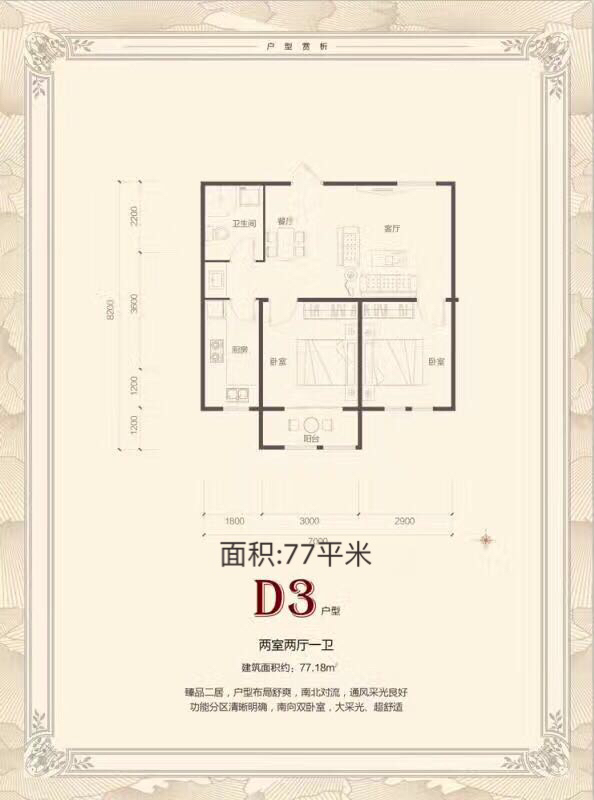 户型赏析
卫生间
餐厅
客厅
厨房
卧室
卧室
阳台
2200
3600
8200
1200
1200
1800
3000
2900
7000
面积:77平米
D3 户型
两室两厅一卫
建筑面积约：77.18m²
臻品二居，户型布局舒爽，南北对流，通风采光良好
功能分区清晰明确，南向双卧室，大采光、超舒适